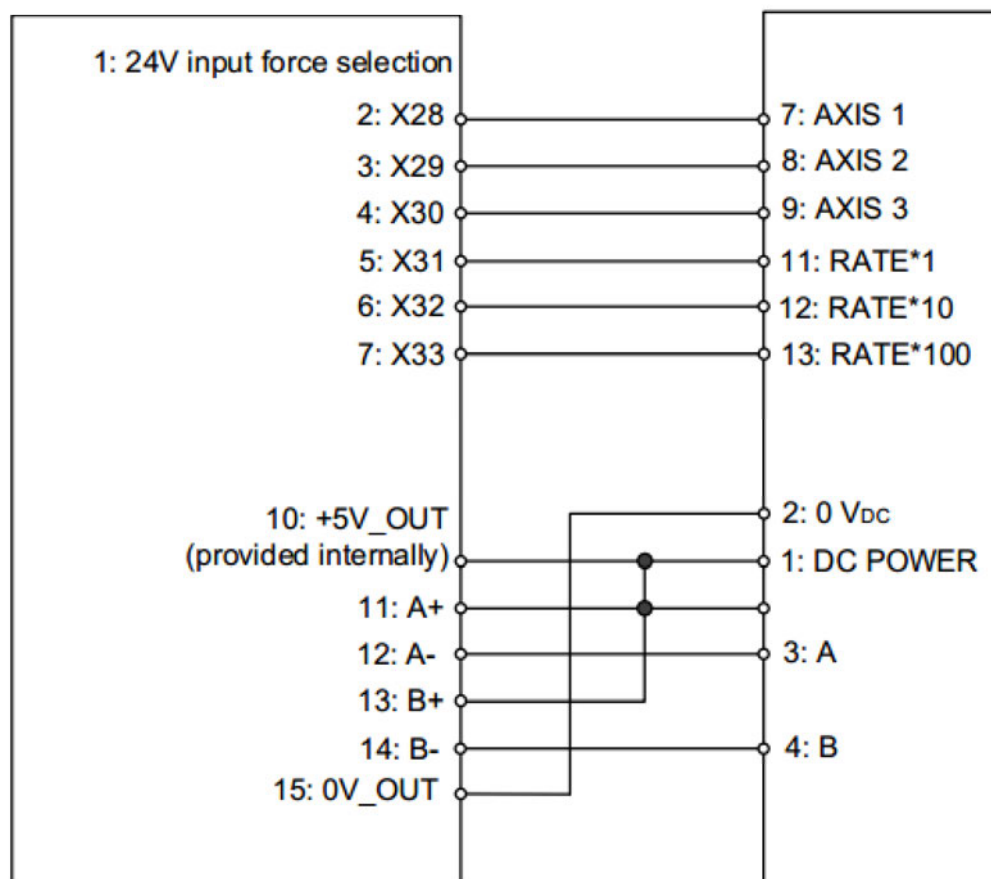 1: 24V input force selection
2: X28
7: AXIS 1
3: X29
8: AXIS 2
4: X30
9: AXIS 3
5: X31
11: RATE*1
6: X32
12: RATE*10
7: X33
13: RATE*100
10: +5V_OUT
2: 0 VDC
(provided internally)
1: DC POWER
11: A+
12: A-
3: A
13: B+
14: B-
4: B
15: 0V_OUT